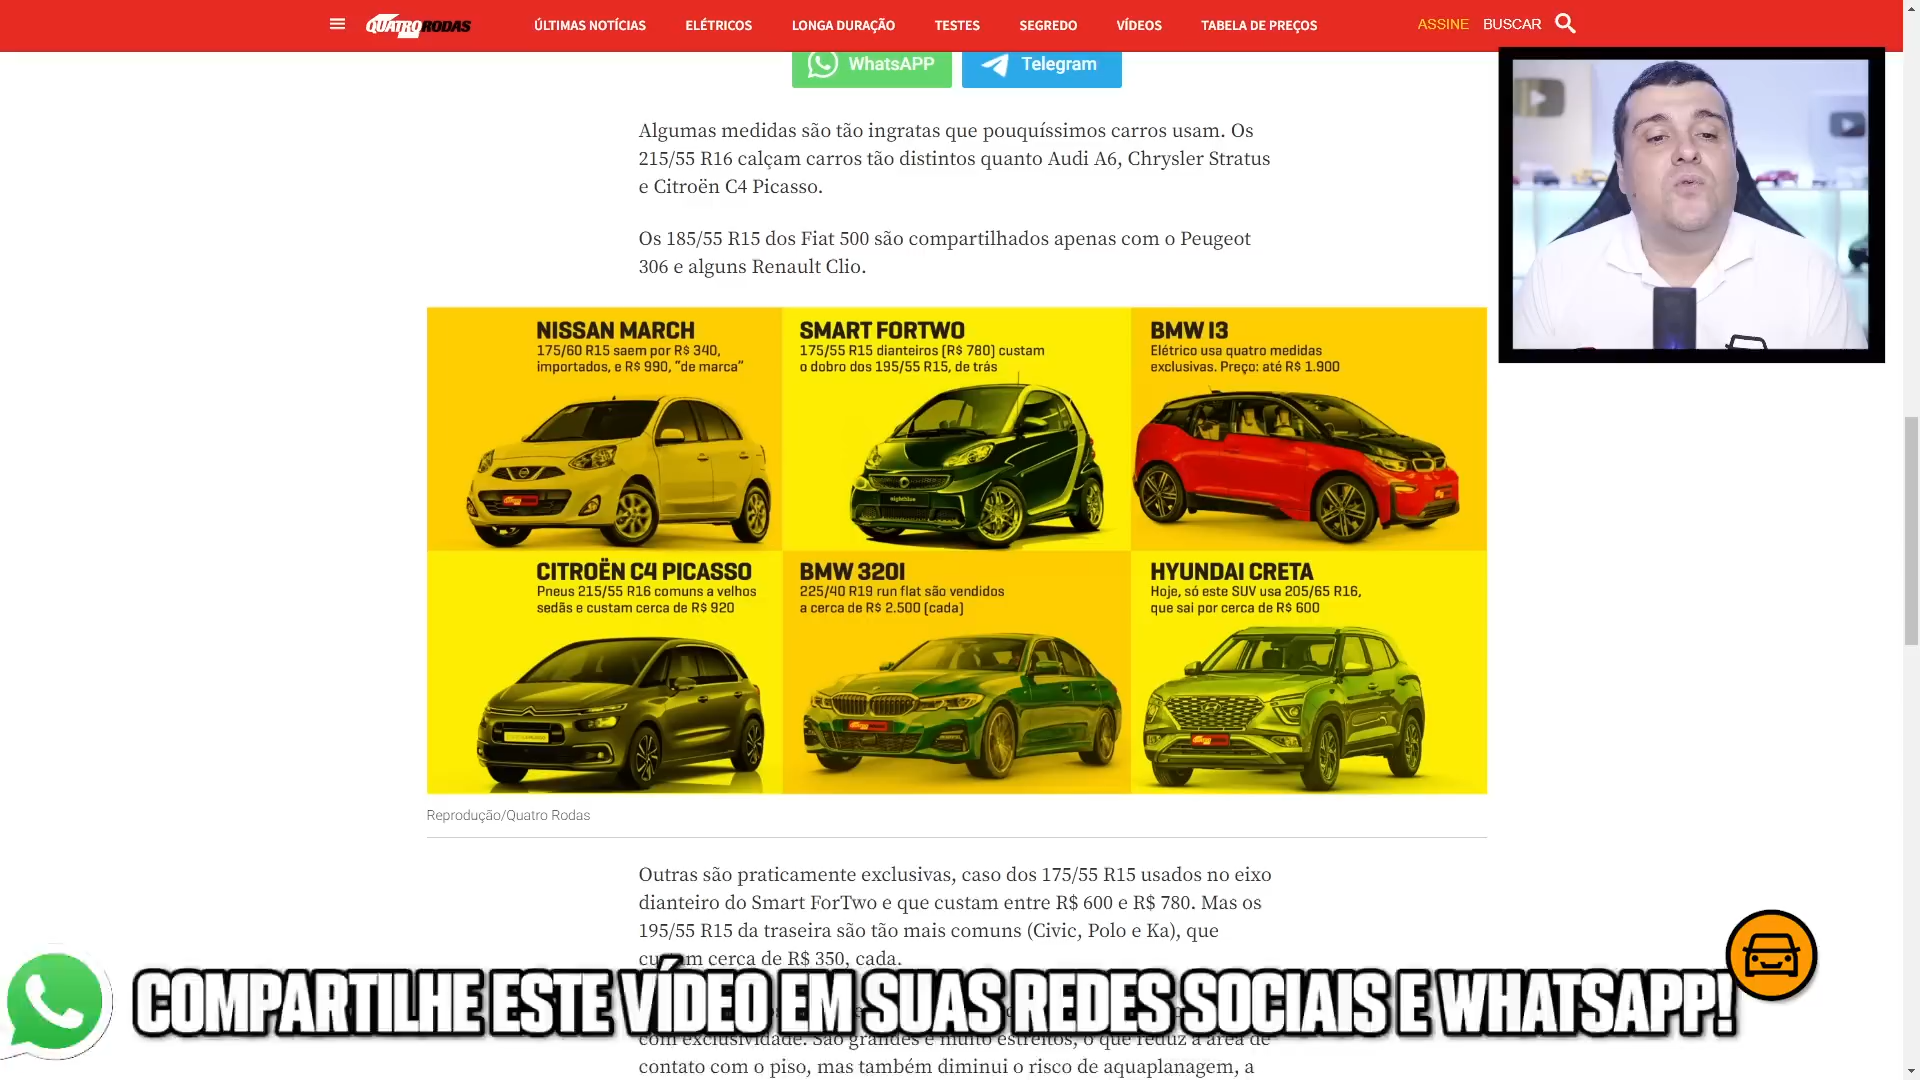 QUATRO RODAS
ÚLTIMAS NOTÍCIAS
ELÉTRICOS
LONGA DURAÇÃO
TESTES
SEGREDO
VÍDEOS
TABELA DE PREÇOS
ASSINE
BUSCAR
WhatsAPP
Telegram
Algumas medidas são tão ingratas que pouquíssimos carros usam. Os
215/55 R16 calçam carros tão distintos quanto Audi A6, Chrysler Stratus
e Citroën C4 Picasso.
Os 185/55 R15 dos Fiat 500 são compartilhados apenas com o Peugeot
306 e alguns Renault Clio.
NISSAN MARCH
175/60 R15 saem por R$ 340,
importados, e R$ 990, "de marca"
SMART FORTWO
175/55 R15 dianteiros (R$ 780) custam
o dobro dos 195/55 R15, de trás
BMW I3
Elétrico usa quatro medidas
exclusivas. Preço: até R$ 1.900
CITROËN C4 PICASSO
Pneus 215/55 R16 comuns a velhos
sedãs e custam cerca de R$ 920
BMW 320I
225/40 R19 run flat são vendidos
a cerca de R$ 2.500 (cada)
HYUNDAI CRETA
Hoje, só este SUV usa 205/65 R16,
que sai por cerca de R$ 600
Reprodução/Quatro Rodas
Outras são praticamente exclusivas, caso dos 175/55 R15 usados no eixo
dianteiro do Smart ForTwo e que custam entre R$ 600 e R$ 780. Mas os
195/55 R15 da traseira são tão mais comuns (Civic, Polo e Ka), que
custam cerca de R$ 350, cada.
COMPARTILHE ESTE VÍDEO EM SUAS REDES SOCIAIS E WHATSAPP!
com exclusividade. São grandes e muito estreitos, o que reduz a área de
contato com o piso, mas também diminui o risco de aquaplanagem, a